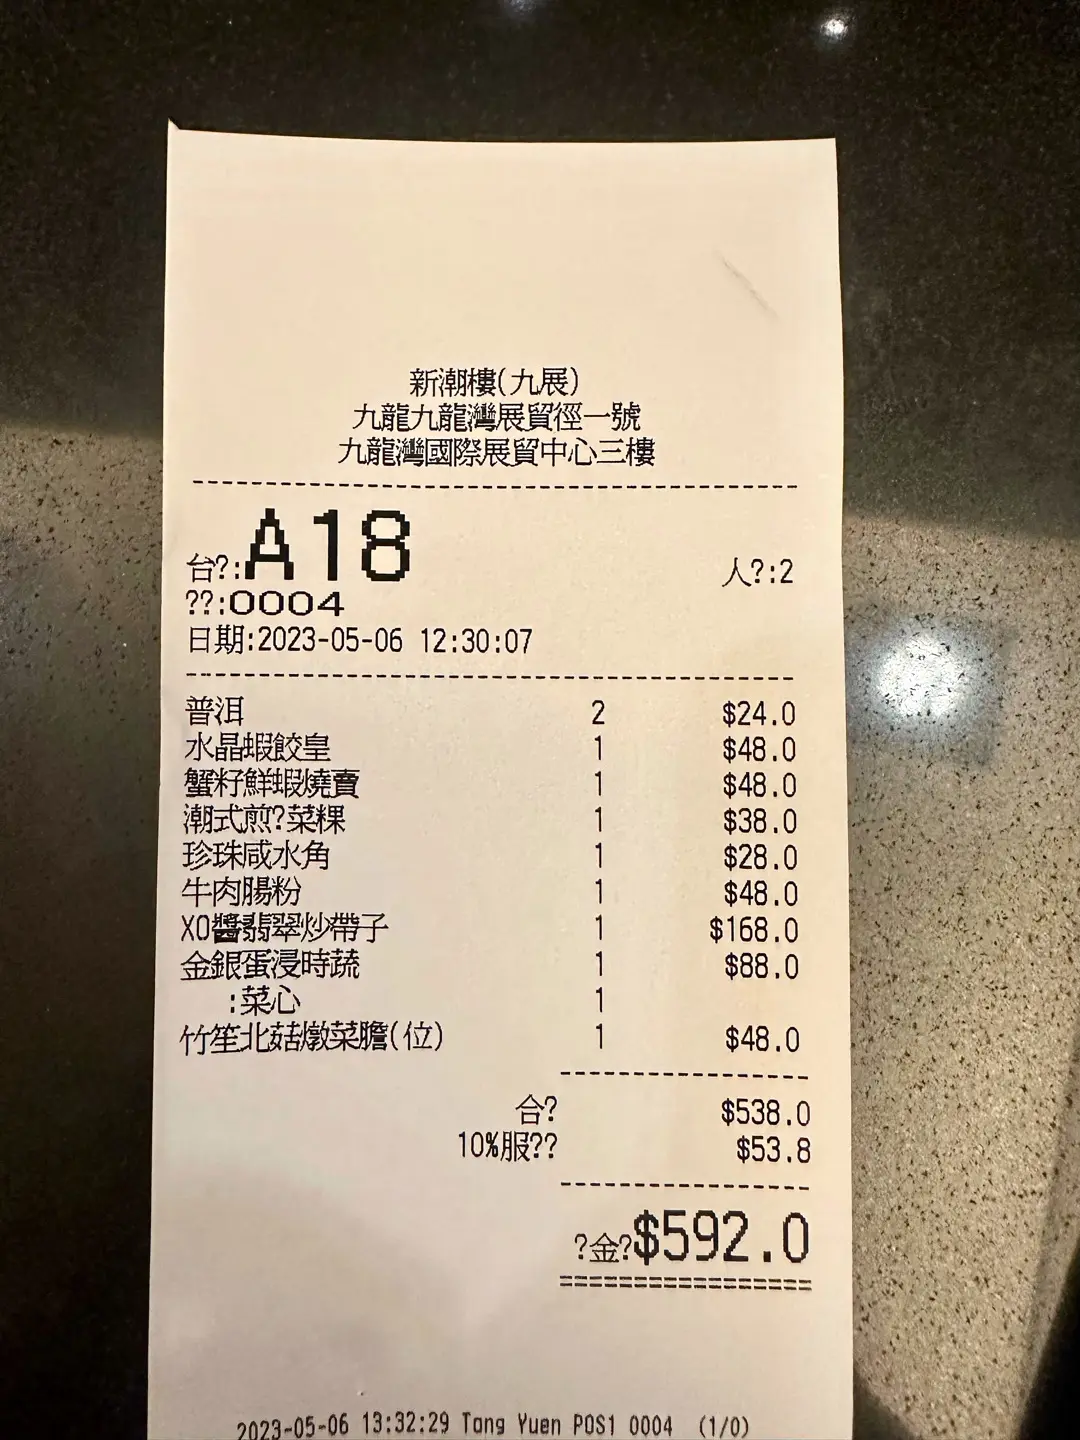 新潮樓(九展)
九龍九龍灣展貿徑一號
九龍灣國際展貿中心三樓
台?:A18 人?:2
??:0004
日期:2023-05-06 12:30:07
普洱 2 $24.0
水晶蝦餃皇 1 $48.0
蟹籽鮮蝦燒賣 1 $48.0
潮式煎?菜粿 1 $38.0
珍珠咸水角 1 $28.0
牛肉腸粉 1 $48.0
XO醬翡翠炒帶子 1 $168.0
金銀蛋浸時蔬 1 $88.0
:菜心 1
竹笙北菇燉菜膽(位) 1 $48.0
合? $538.0
10%服?? $53.8
?金?$592.0
2023-05-06 13:32:29 Tang Yuen POS1 0004 (1/0)